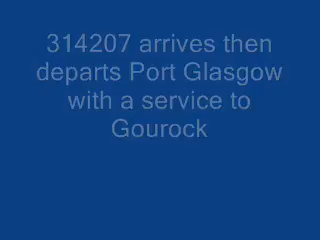 314207 arrives then
departs Port Glasgow
with a service to
Gourock